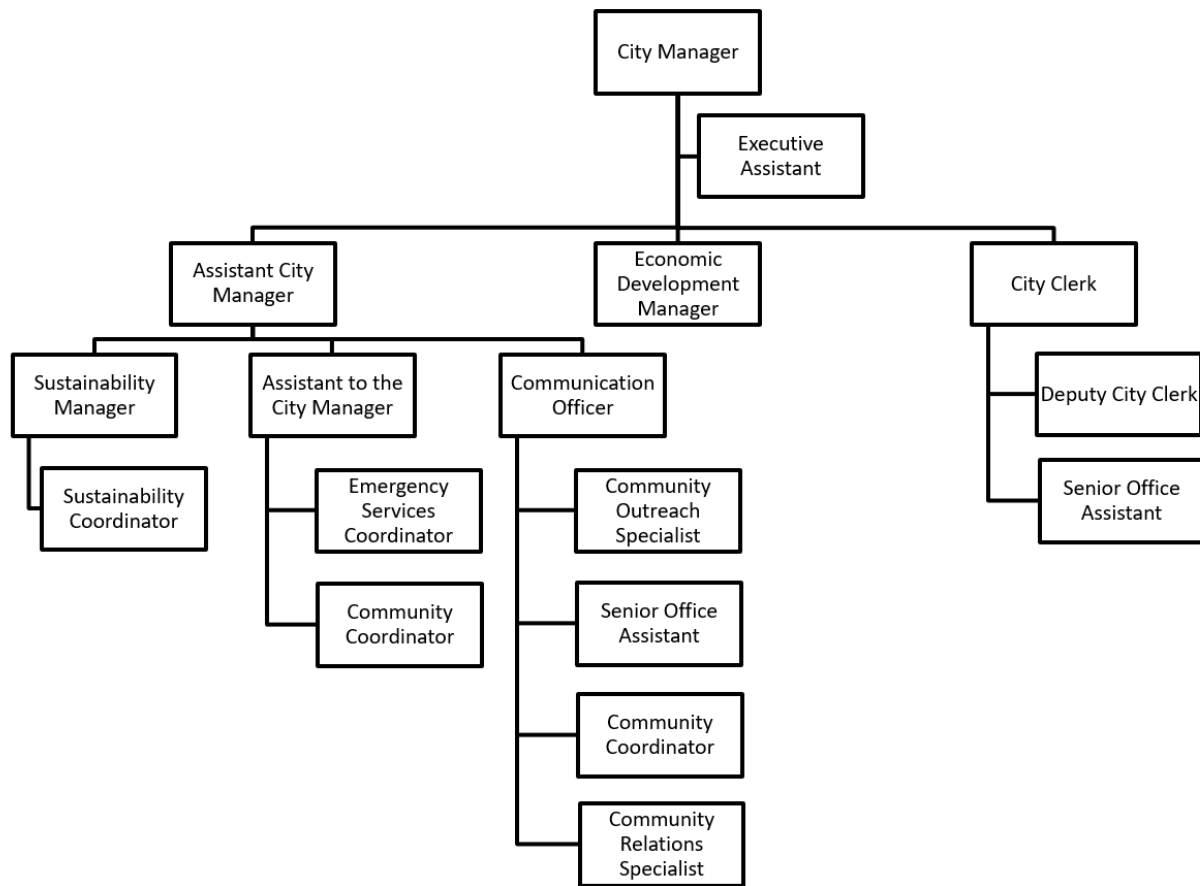 City Manager
Executive
Assistant
Assistant City
Manager
Economic
Development
Manager
City Clerk
Sustainability
Manager
Assistant to the
City Manager
Communication
Officer
Deputy City Clerk
Sustainability
Coordinator
Emergency
Services
Coordinator
Community
Outreach
Specialist
Senior Office
Assistant
Community
Coordinator
Senior Office
Assistant
Community
Coordinator
Community
Relations
Specialist